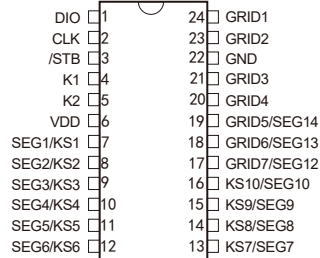 DIO 1 24 GRID1
CLK 2 23 GRID2
/STB 3 22 GND
K1 4 21 GRID3
K2 5 20 GRID4
VDD 6 19 GRID5/SEG14
SEG1/KS1 7 18 GRID6/SEG13
SEG2/KS2 8 17 GRID7/SEG12
SEG3/KS3 9 16 KS10/SEG10
SEG4/KS4 10 15 KS9/SEG9
SEG5/KS5 11 14 KS8/SEG8
SEG6/KS6 12 13 KS7/SEG7